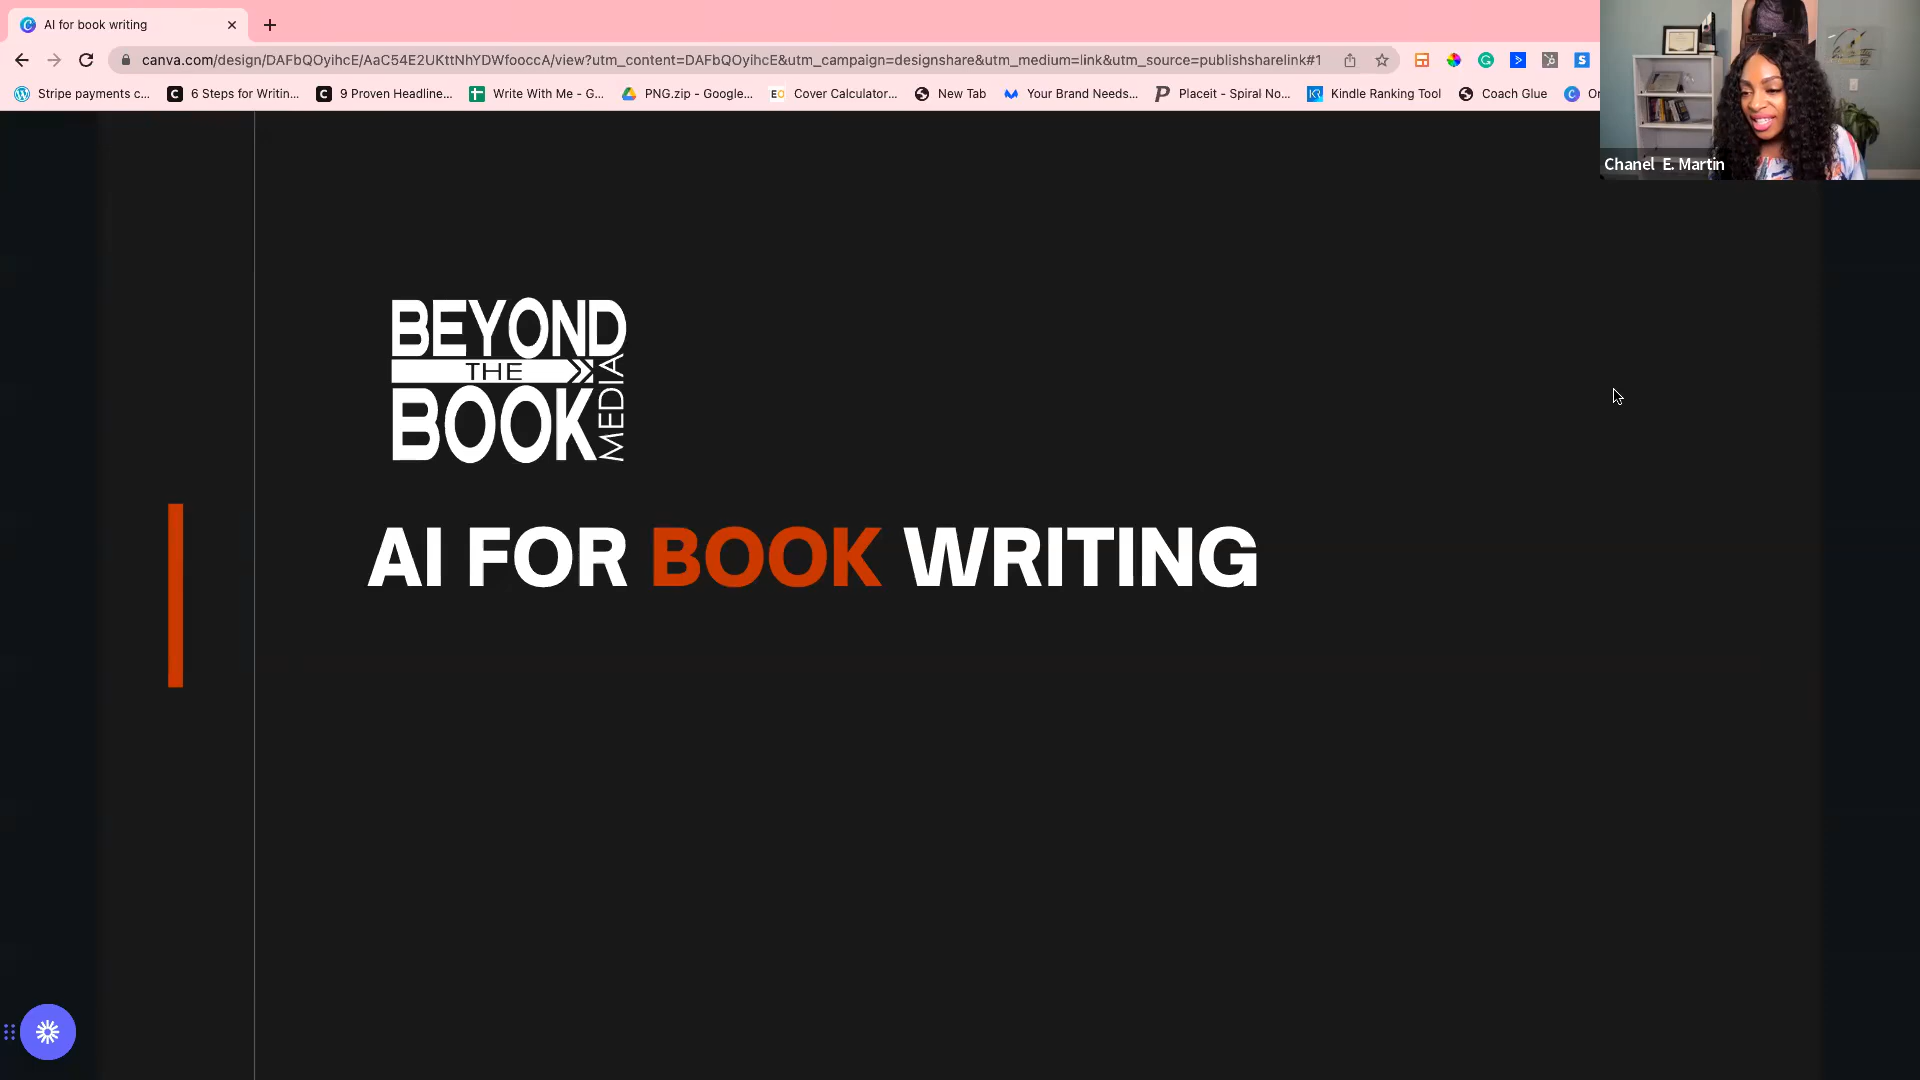 AI for book writing
canva.com/design/DAFbQOyihcE/AaC54E2UKttNhYDWfooccA/view?utm_content=DAFbQOyihcE&utm_campaign=designshare&utm_medium=link&utm_source=publishsharelink#1
Stripe payments c... 6 Steps for Writin... 9 Proven Headline... Write With Me - G... PNG.zip - Google... Cover Calculator... New Tab Your Brand Needs... Placeit - Spiral No... Kindle Ranking Tool Coach Glue
Chanel E. Martin
BEYOND
THE
BOOK
MEDIA
AI FOR BOOK WRITING